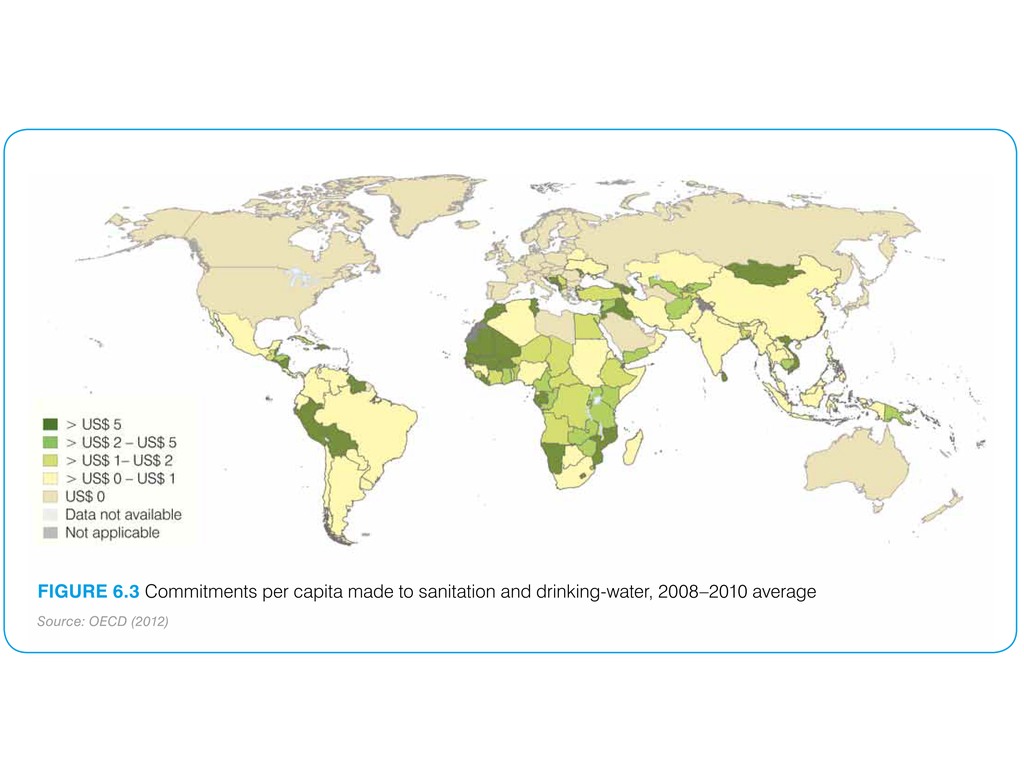 > US$ 5
> US$ 2 – US$ 5
> US$ 1– US$ 2
> US$ 0 – US$ 1
US$ 0
Data not available
Not applicable
FIGURE 6.3 Commitments per capita made to sanitation and drinking-water, 2008–2010 average
Source: OECD (2012)